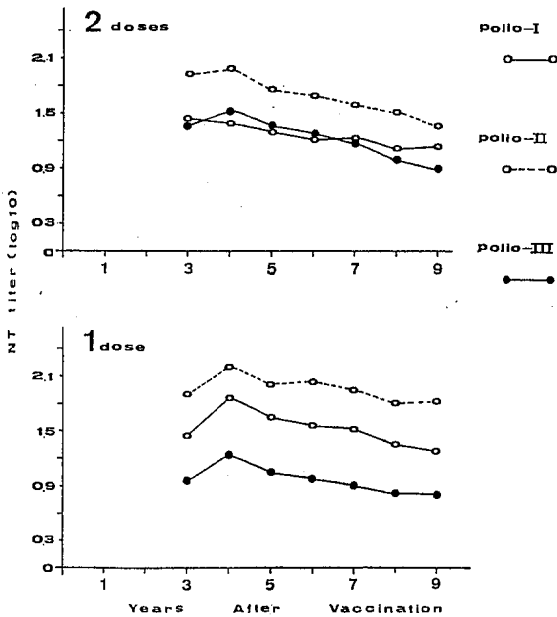 2 doses
Polio-I
2.1
1.5
0.9
0.3
0
1 3 5 7 9
Polio-II
Polio-III
NT titer (log10)
1 dose
2.1
1.5
0.9
0.3
0
1 3 5 7 9
Years After Vaccination